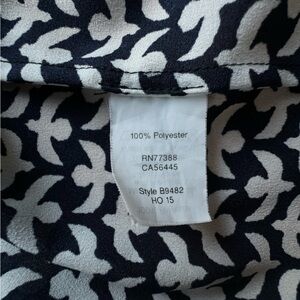 100% Polyester
RN77388
CA56445
Style B9482
HO 15